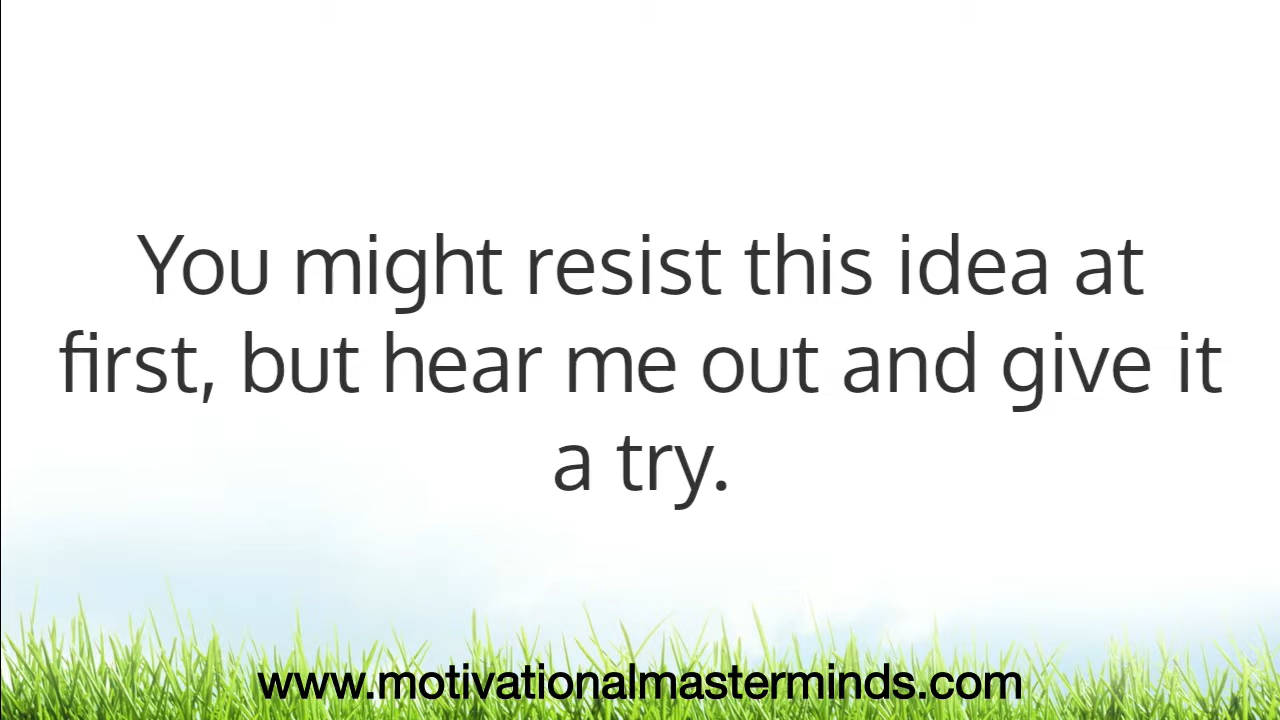 You might resist this idea at
first, but hear me out and give it
a try.
www.motivationalmasterminds.com